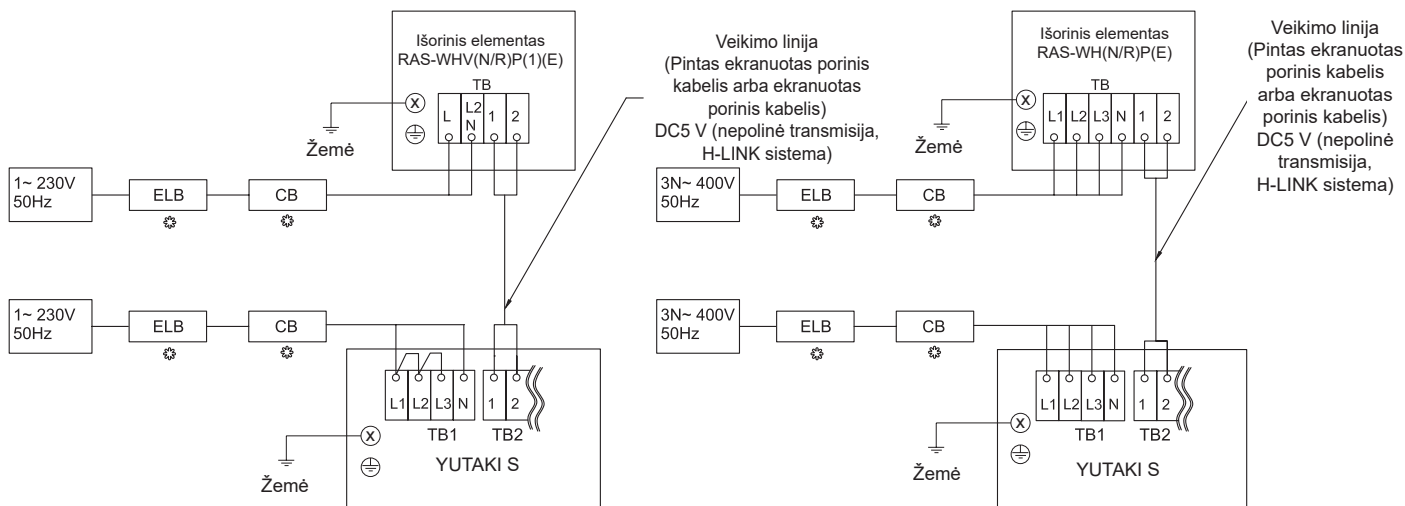 Išorinis elementas
RAS-WHV(N/R)P(1)(E)
TB
L
L2
N
1
2
X
Žemė
1~ 230V
50Hz
ELB
CB
Veikimo linija
(Pintas ekranuotas porinis
kabelis arba ekranuotas
porinis kabelis)
DC5 V (nepolinė transmisija,
H-LINK sistema)
1~ 230V
50Hz
ELB
CB
L1
L2
L3
N
1
2
TB1
TB2
X
Žemė
YUTAKI S
Išorinis elementas
RAS-WH(N/R)P(E)
TB
L1
L2
L3
N
1
2
X
Žemė
3N~ 400V
50Hz
ELB
CB
Veikimo linija
(Pintas ekranuotas
porinis kabelis
arba ekranuotas
porinis kabelis)
DC5 V (nepolinė
transmisija,
H-LINK sistema)
3N~ 400V
50Hz
ELB
CB
L1
L2
L3
N
1
2
TB1
TB2
X
Žemė
YUTAKI S